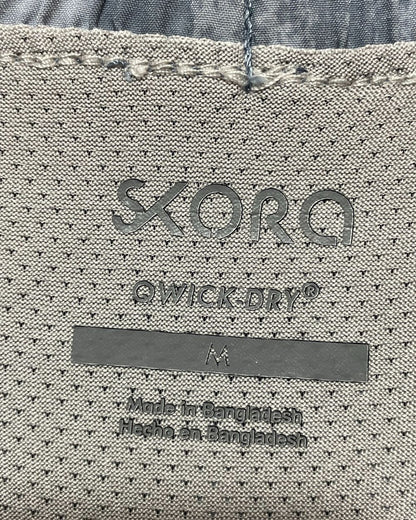 SKORA
QWICK-DRY®
M
Made in Bangladesh
Hecho en Bangladesh